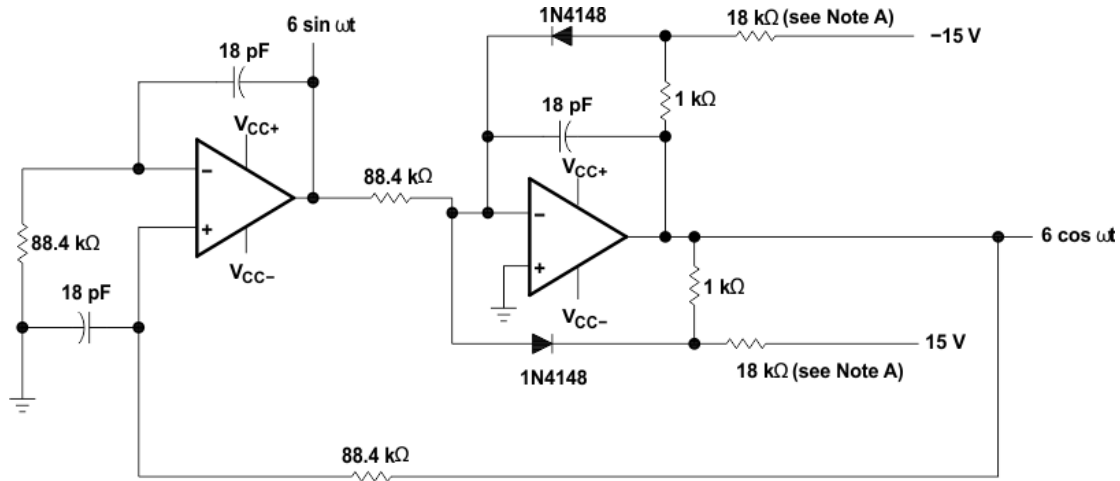 6 sin ωt
1N4148
18 kΩ (see Note A)
−15 V
18 pF
1 kΩ
18 pF
VCC+
VCC+
88.4 kΩ
−
−
+
88.4 kΩ
+
6 cos ωt
VCC−
1 kΩ
18 pF
VCC−
15 V
1N4148
18 kΩ (see Note A)
88.4 kΩ